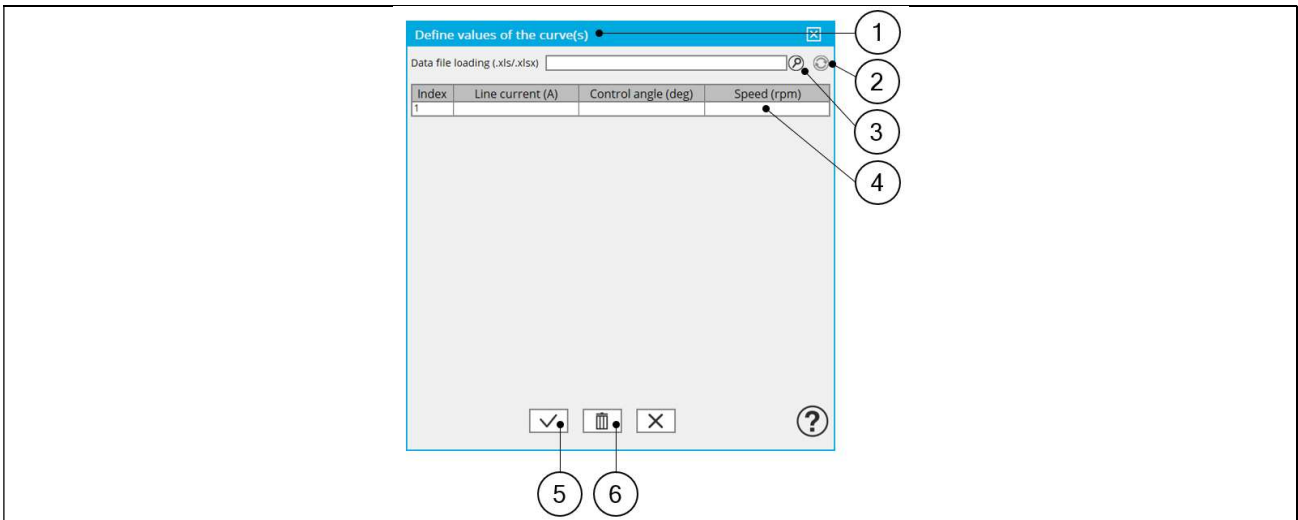 Define values of the curve(s)
1
Data file loading (.xls/.xlsx)
2
Index Line current (A) Control angle (deg) Speed (rpm)
1
3
4
?
5 6